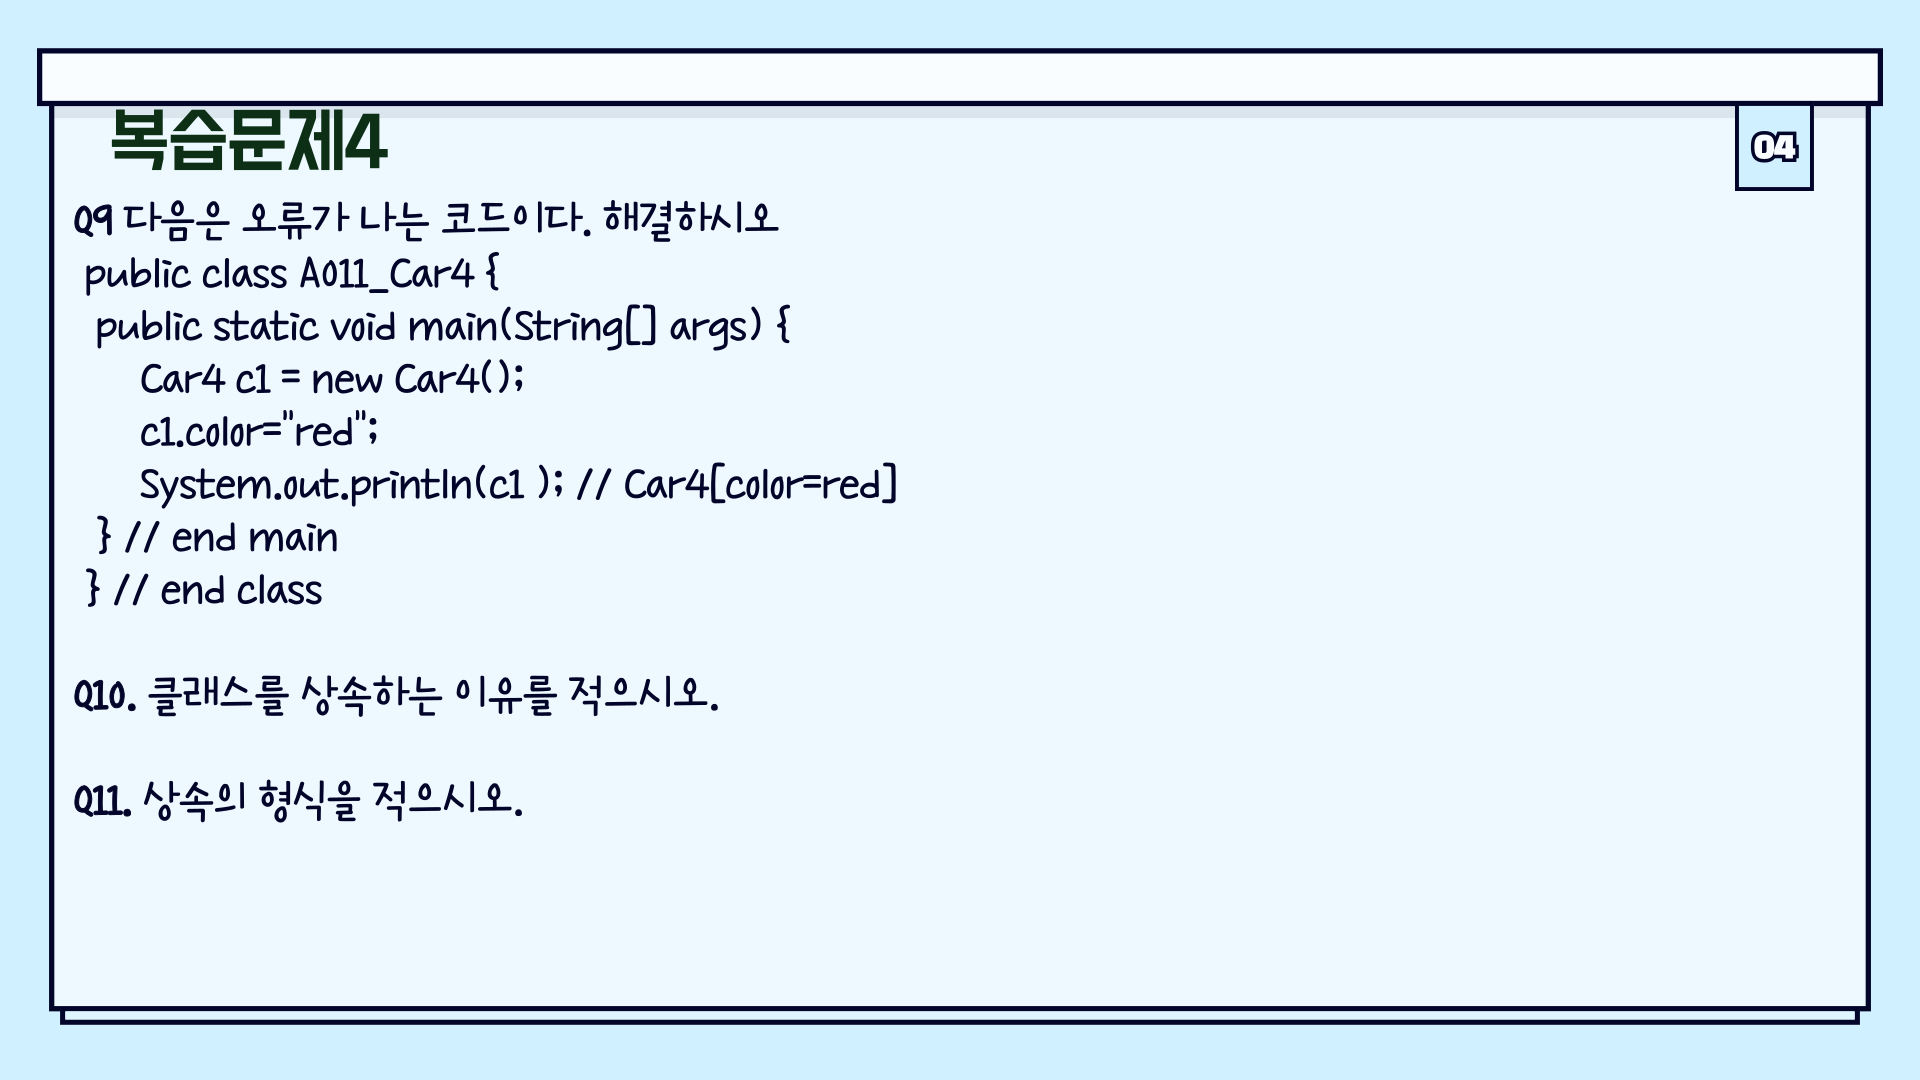 복습문제4
04
Q9 다음은 오류가 나는 코드이다. 해결하시오
public class A011_Car4 {
public static void main(String[] args) {
Car4 c1 = new Car4();
c1.color="red";
System.out.println(c1 ); // Car4[color=red]
} // end main
} // end class
Q10. 클래스를 상속하는 이유를 적으시오.
Q11. 상속의 형식을 적으시오.